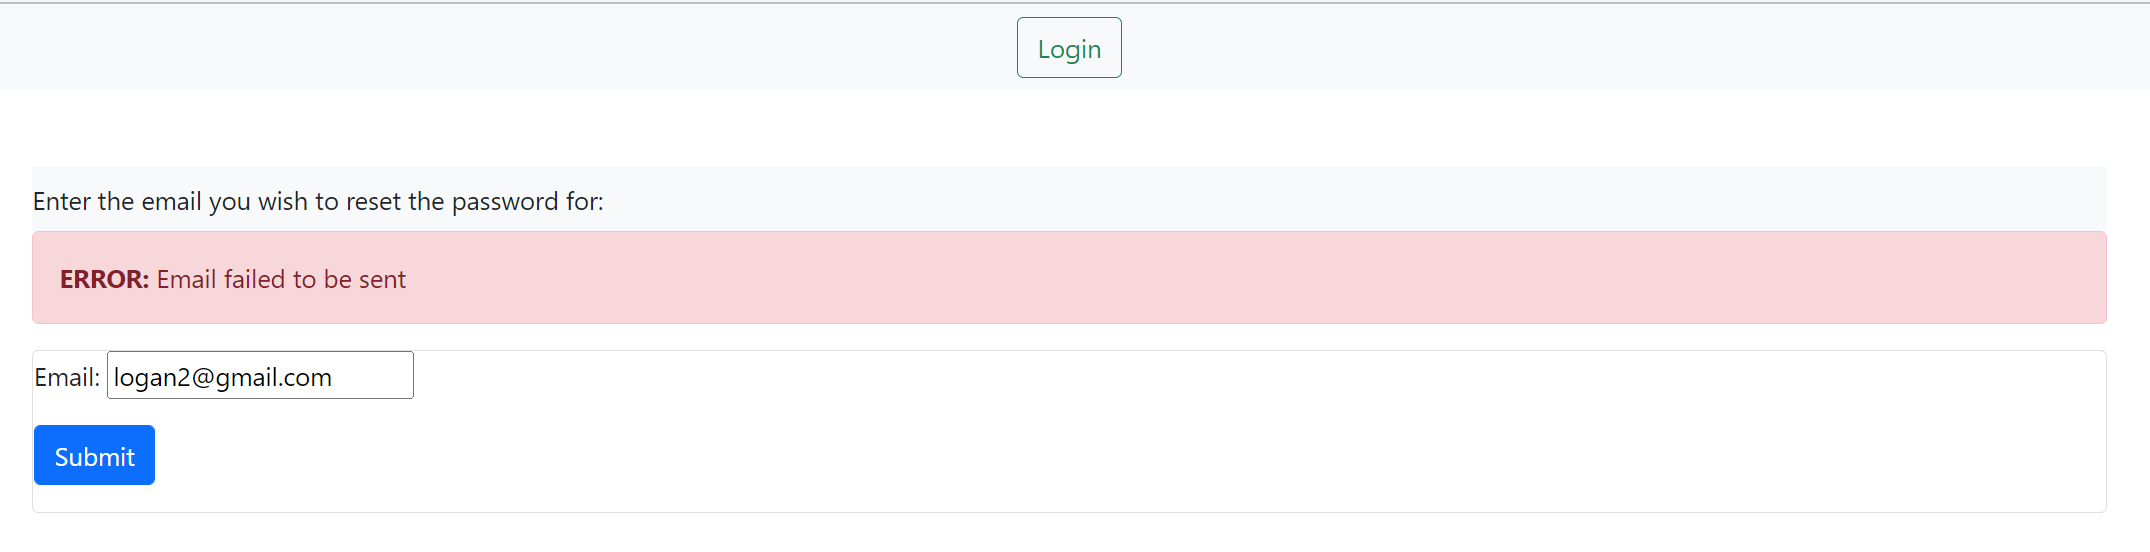 Login
Enter the email you wish to reset the password for:
ERROR: Email failed to be sent
Email: logan2@gmail.com
Submit